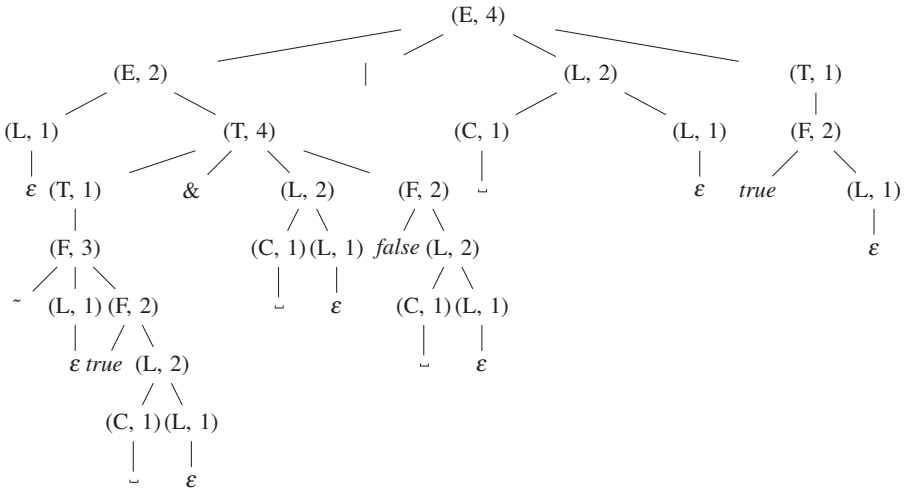 (E, 4)
(E, 2) | (L, 2) (T, 1)
(L, 1) (T, 4) (C, 1) (L, 1) (F, 2)
ε (T, 1) & (L, 2) (F, 2) ␣ ε true (L, 1)
(F, 3) (C, 1) (L, 1) false (L, 2) ε
~ (L, 1) (F, 2) ␣ ε (C, 1) (L, 1)
ε true (L, 2) ␣ ε
(C, 1) (L, 1)
␣ ε